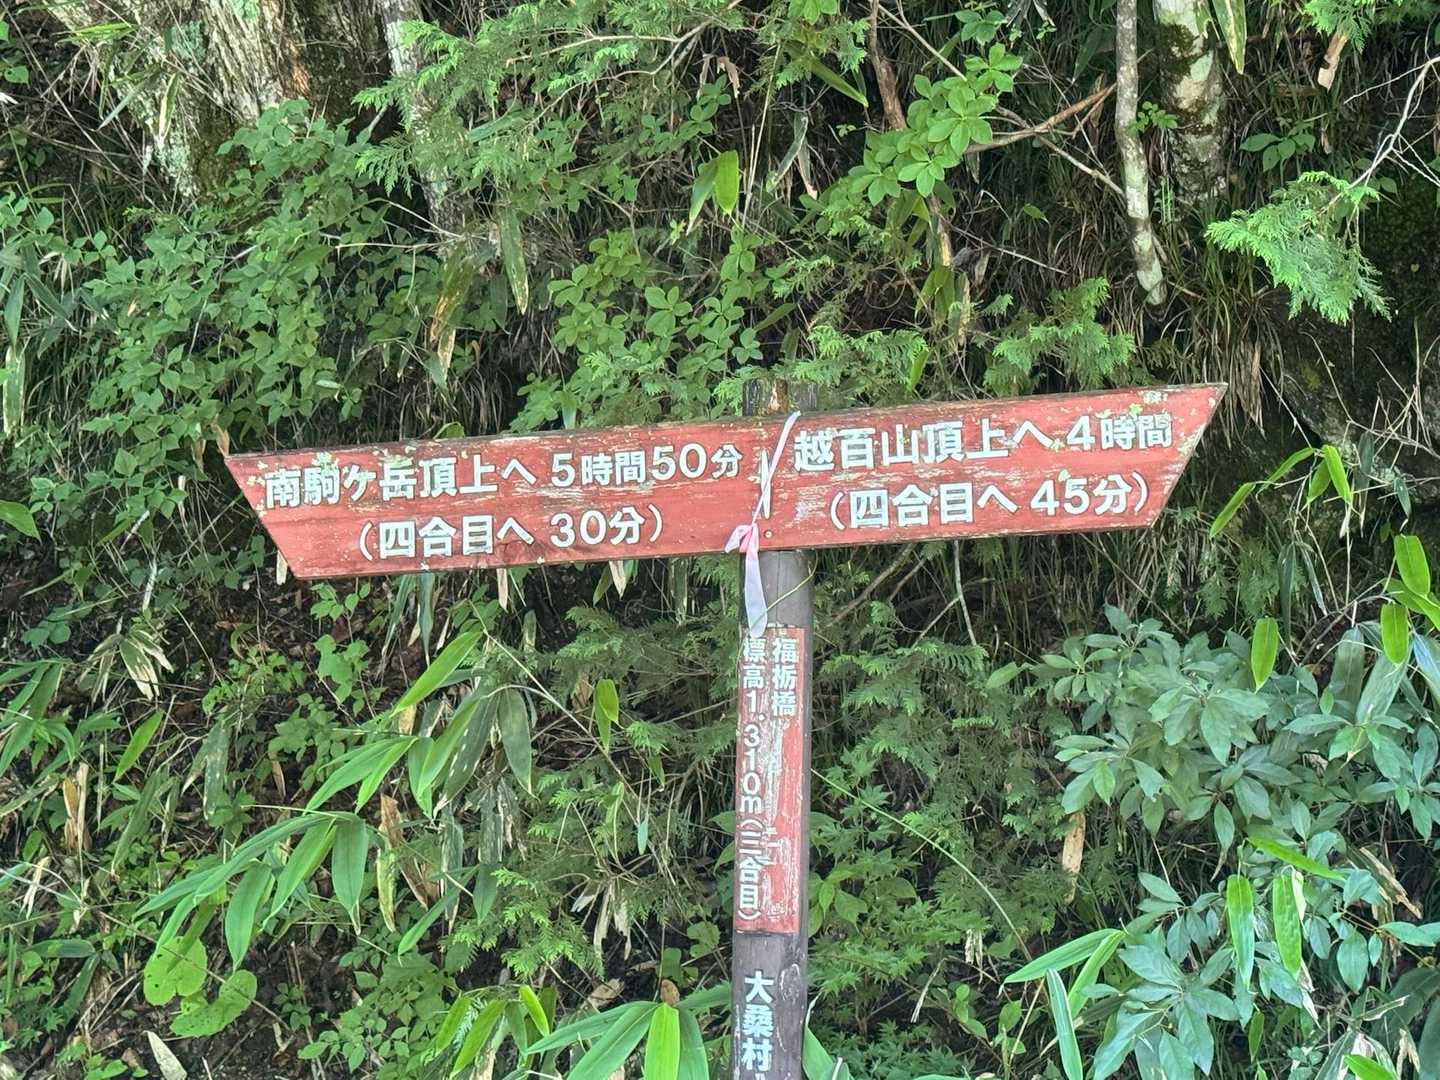 南駒ケ岳頂上へ 5時間50分
(四合目へ 30分)
越百山頂上へ 4時間
(四合目へ 45分)
福栃橋
標高1.310m(三合目)
大桑村